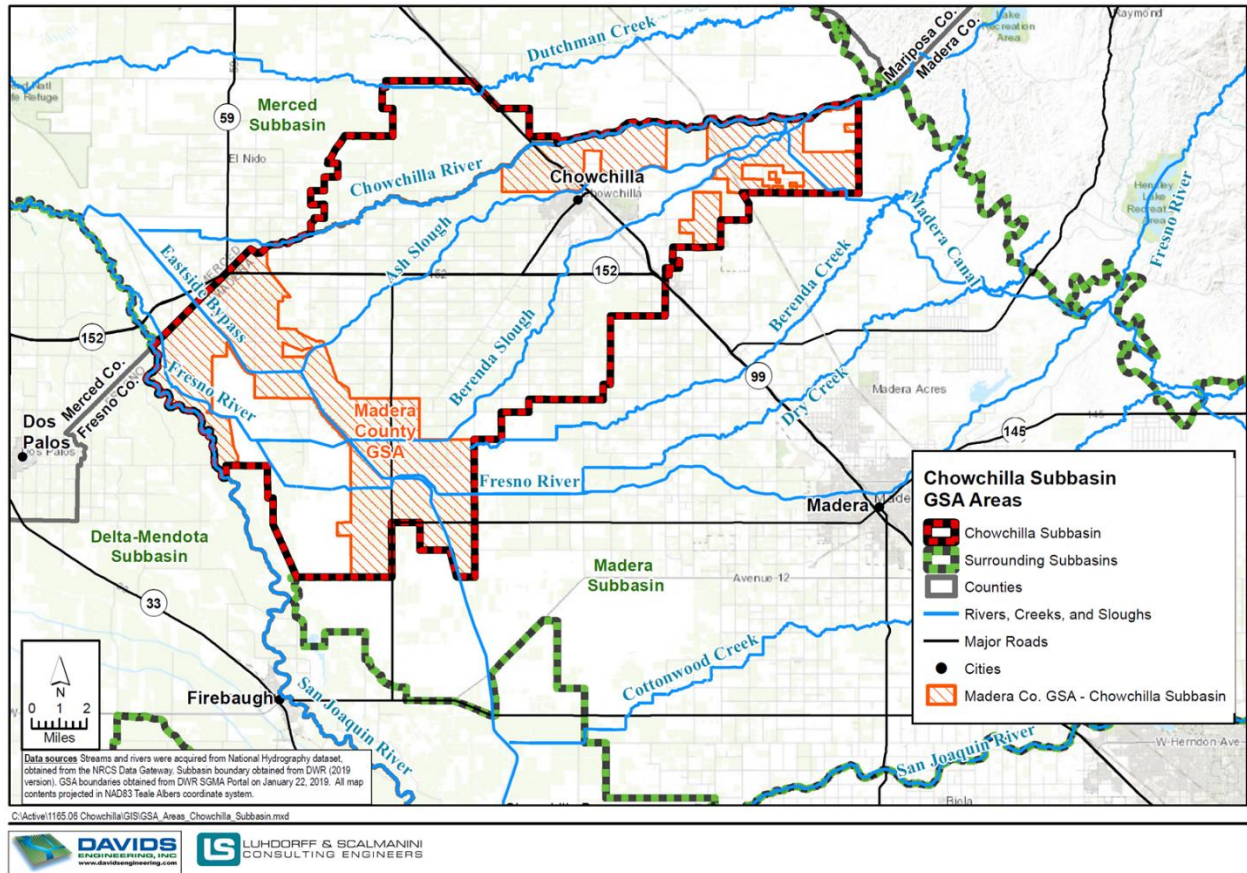 Dutchman Creek
Lake
Recreation
Area
Raymond
Mariposa Co.
Madera Co.
Merced
Subbasin
59
El Nido
Chowchilla River
Chowchilla
Chowchilla
Hensley
Lake
Fresno River
Ash Slough
Madera
Canal
Eastside
Bypass
152
152
152
Berenda Creek
Berenda Slough
Merced Co.
Fresno Co.
Fresno River
99
Madera Acres
Dry Creek
Dos
Palos
Madera
County
GSA
145
145
Fresno River
Madera
Delta-Mendota
Subbasin
Madera
Subbasin
Avenue 12
33
Cottonwood Creek
Firebaugh
San Joaquin River
San Joaquin River
W Herndon Ave
Biola
Chowchilla Subbasin
GSA Areas
Chowchilla Subbasin
Surrounding Subbasins
Counties
Rivers, Creeks, and Sloughs
Major Roads
Cities
Madera Co. GSA - Chowchilla Subbasin
N
0 1 2
Miles
Data sources Streams and rivers were acquired from National Hydrography dataset,
obtained from the NRCS Data Gateway. Subbasin boundary obtained from DWR (2019
version). GSA boundaries obtained from DWR SGMA Portal on January 22, 2019. All map
contents projected in NAD83 Teale Albers coordinate system.
C:\Active\1165.06 Chowchilla\GIS\GSA_Areas_Chowchilla_Subbasin.mxd
DAVIDS
ENGINEERING, INC
www.davidsengineering.com
LS
LUHDORFF & SCALMANINI
CONSULTING ENGINEERS